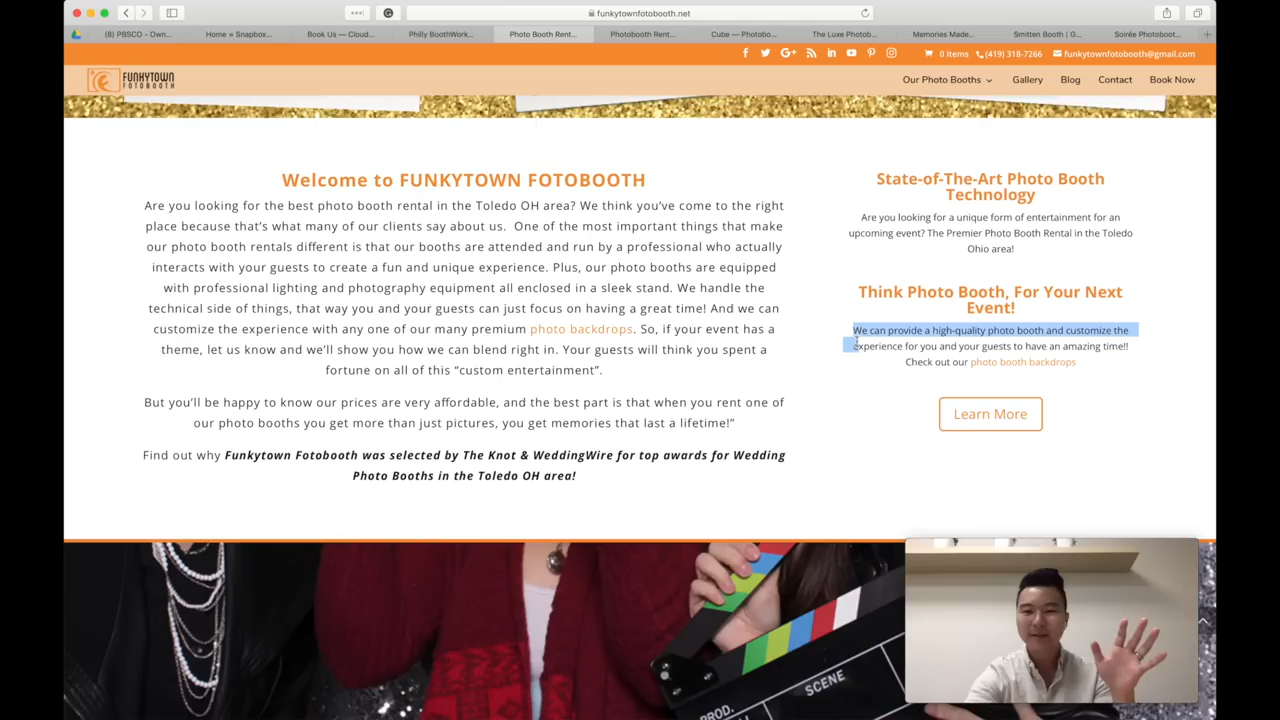 funkytownfotobooth.net
(8) PBSCO - Own...
Home » Snapbox...
Book Us — Cloud...
Philly BoothWork...
Photo Booth Rent...
Photobooth Rent...
Cube — Photobo...
The Luxe Photob...
Memories Made...
Smitten Booth | G...
Soirée Photoboot...
0 Items
(419) 318-7266
funkytownfotobooth@gmail.com
FUNKYTOWN
FOTOBOOTH
Our Photo Booths
Gallery
Blog
Contact
Book Now
Welcome to FUNKYTOWN FOTOBOOTH
Are you looking for the best photo booth rental in the Toledo OH area? We think you've come to the right
place because that's what many of our clients say about us. One of the most important things that make
our photo booth rentals different is that our booths are attended and run by a professional who actually
interacts with your guests to create a fun and unique experience. Plus, our photo booths are equipped
with professional lighting and photography equipment all enclosed in a sleek stand. We handle the
technical side of things, that way you and your guests can just focus on having a great time! And we can
customize the experience with any one of our many premium photo backdrops. So, if your event has a
theme, let us know and we'll show you how we can blend right in. Your guests will think you spent a
fortune on all of this “custom entertainment”.
But you'll be happy to know our prices are very affordable, and the best part is that when you rent one of
our photo booths you get more than just pictures, you get memories that last a lifetime!”
Find out why Funkytown Fotobooth was selected by The Knot & WeddingWire for top awards for Wedding
Photo Booths in the Toledo OH area!
State-of-The-Art Photo Booth
Technology
Are you looking for a unique form of entertainment for an
upcoming event? The Premier Photo Booth Rental in the Toledo
Ohio area!
Think Photo Booth, For Your Next
Event!
We can provide a high-quality photo booth and customize the
experience for you and your guests to have an amazing time!!
Check out our photo booth backdrops
Learn More
SCENE
PROD.